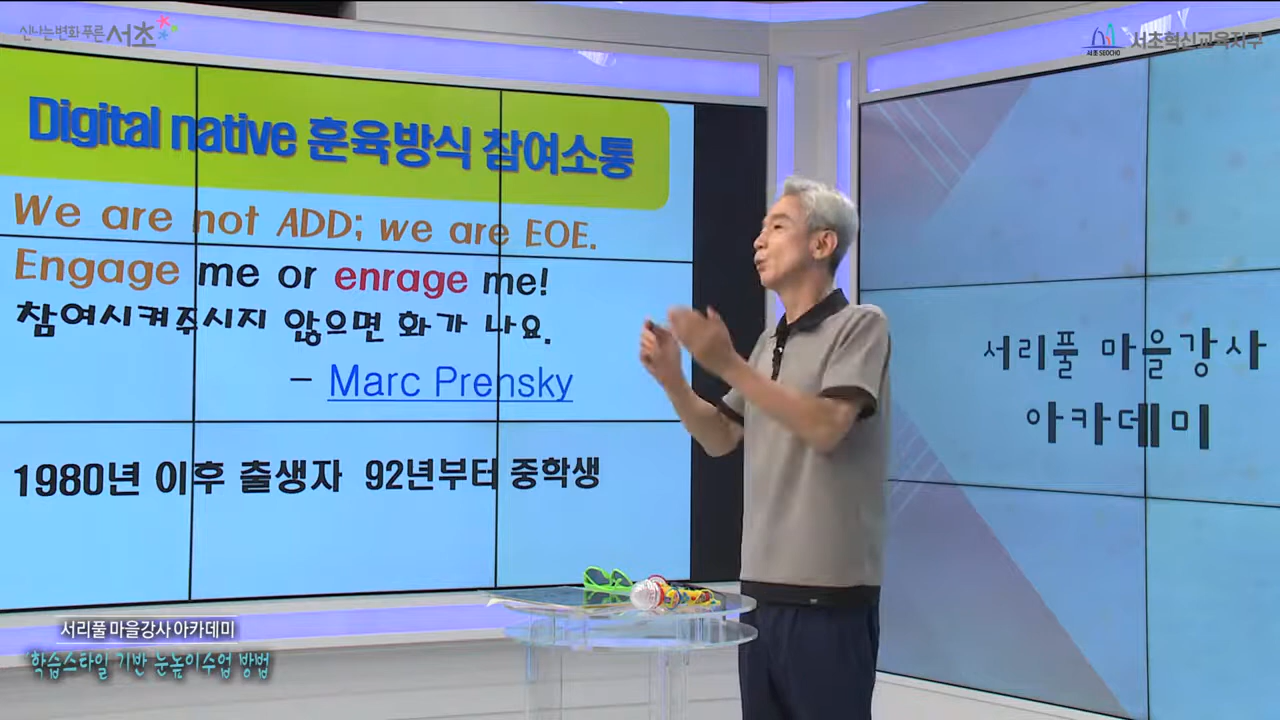 신나는변화 푸른 서초
서초 SEOCHO
서초혁신교육지구
Digital native 훈육방식 참여소통
We are not ADD; we are EOE.
Engage me or enrage me!
참여시켜주시지 않으면 화가 나요.
– Marc Prensky
1980년 이후 출생자 92년부터 중학생
서리풀 마을강사
아카데미
서리풀 마을강사 아카데미
학습스타일 기반 눈높이수업 방법